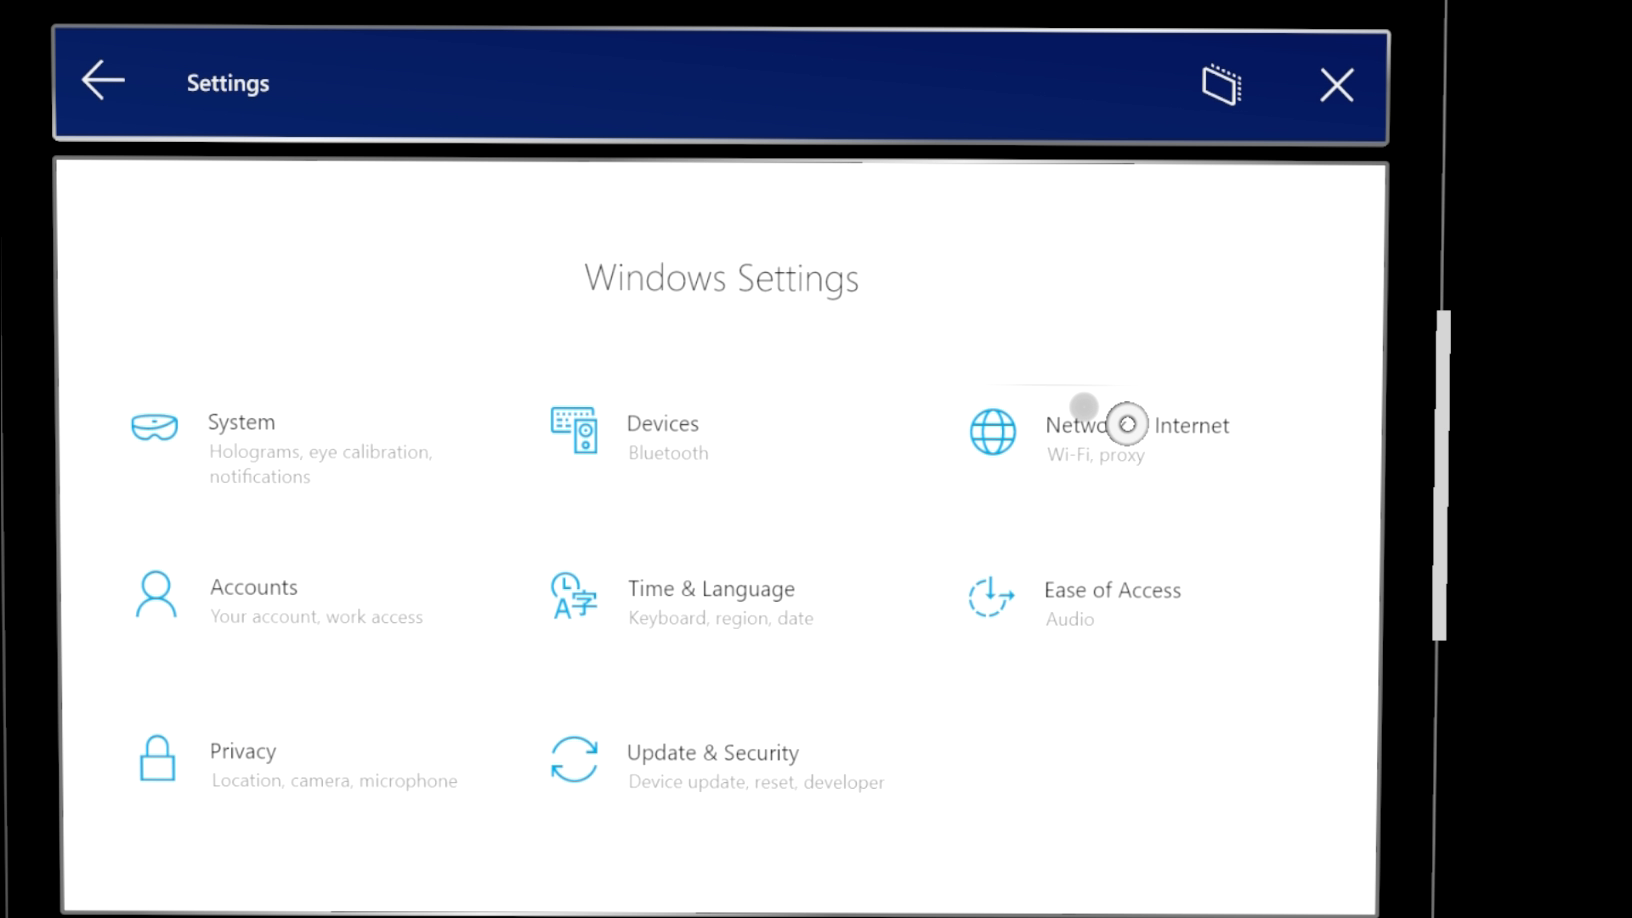 Settings
Windows Settings
System
Holograms, eye calibration,
notifications
Devices
Bluetooth
Internet
Wi-Fi, proxy
Accounts
Your account, work access
Time & Language
Keyboard, region, date
Ease of Access
Audio
Privacy
Location, camera, microphone
Update & Security
Device update, reset, developer